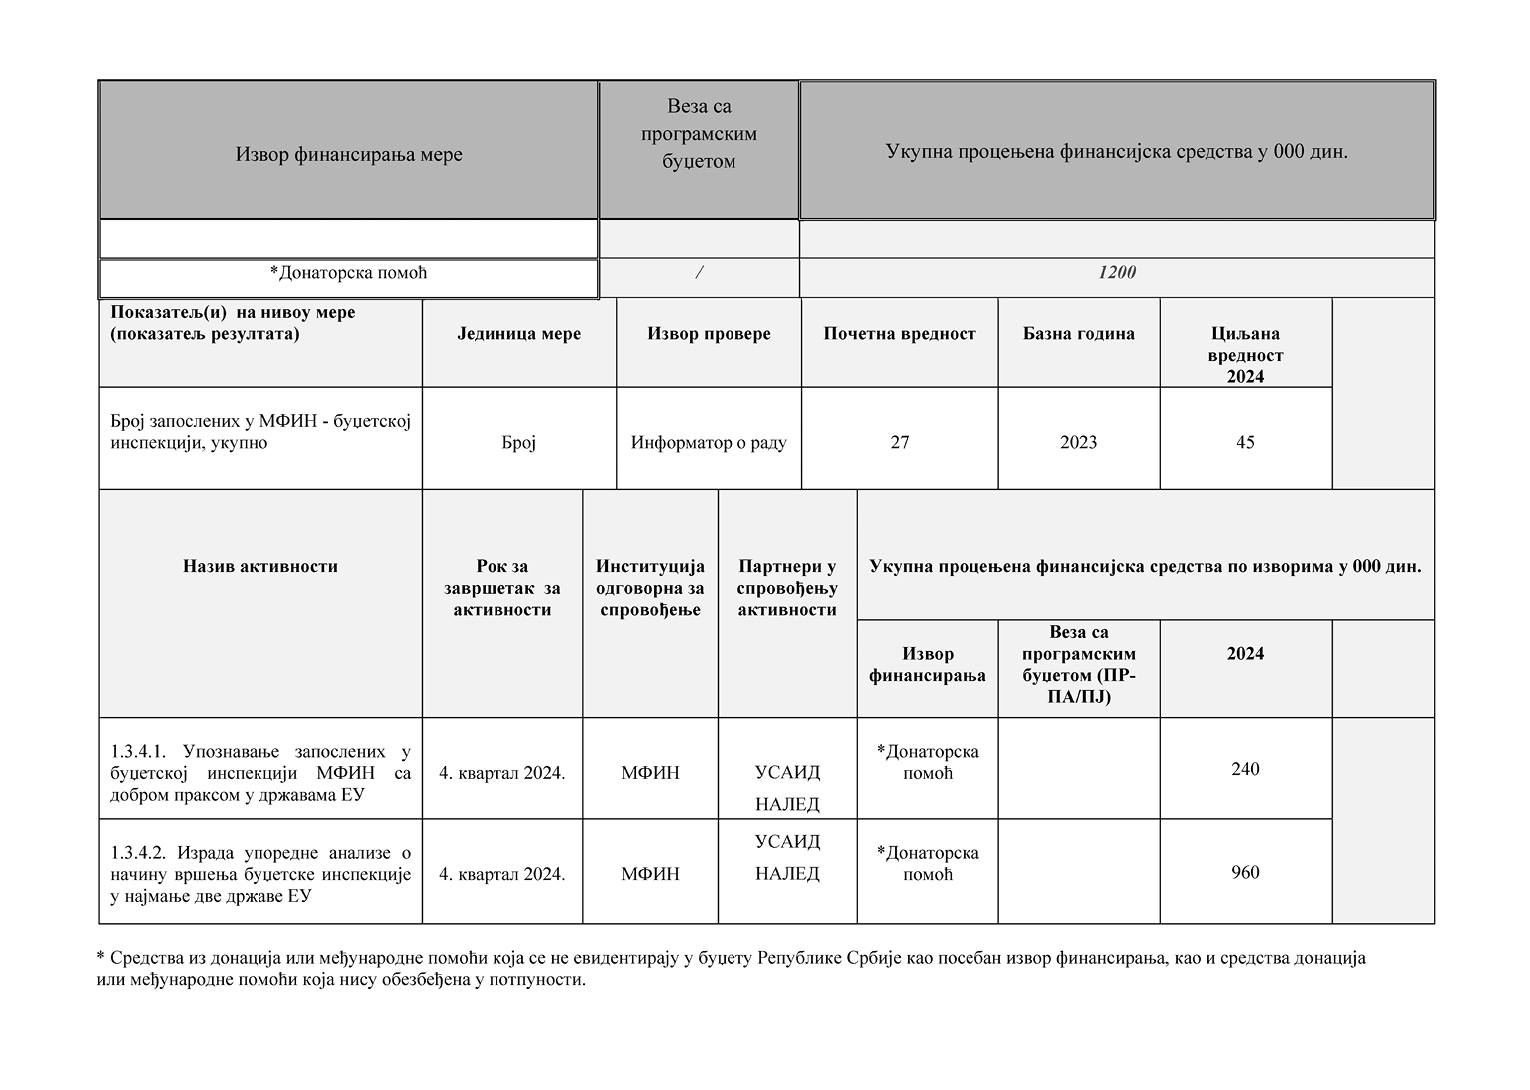 Извор финансирања мере
Веза са
програмским
буџетом
Укупна процењена финансијска средства у 000 дин.
*Донаторска помоћ
/
1200
Показатељ(и) на нивоу мере
(показатељ резултата)
Јединица мере
Извор провере
Почетна вредност
Базна година
Циљана
вредност
2024
Број запослених у МФИН - буџетској
инспекцији, укупно
Број
Информатор о раду
27
2023
45
Назив активности
Рок за
завршетак за
активности
Институција
одговорна за
спровођење
Партнери у
спровођењу
активности
Укупна процењена финансијска средства по изворима у 000 дин.
Извор
финансирања
Веза са
програмским
буџетом (ПР-
ПА/ПЈ)
2024
1.3.4.1. Упознавање запослених у
буџетској инспекцији МФИН са
добром праксом у државама ЕУ
4. квартал 2024.
МФИН
УСАИД
НАЛЕД
*Донаторска
помоћ
240
1.3.4.2. Израда упоредне анализе о
начину вршења буџетске инспекције
у најмање две државе ЕУ
4. квартал 2024.
МФИН
УСАИД
НАЛЕД
*Донаторска
помоћ
960
* Средства из донација или међународне помоћи која се не евидентирају у буџету Републике Србије као посебан извор финансирања, као и средства донација
или међународне помоћи која нису обезбеђена у потпуности.